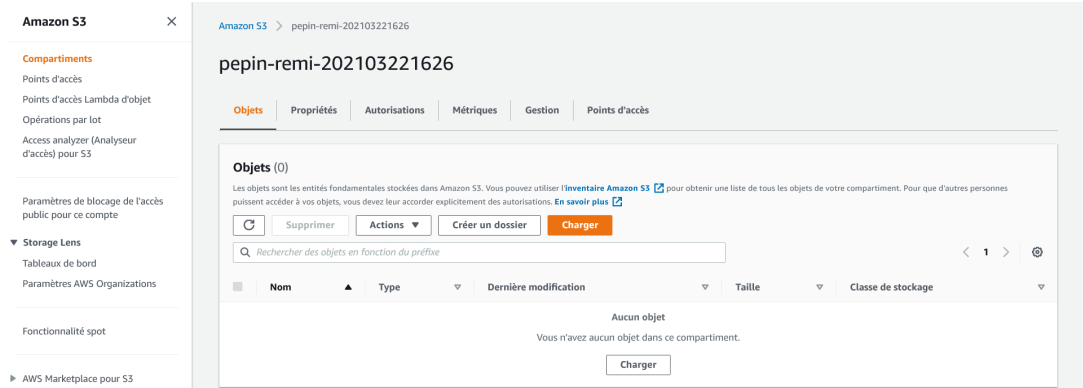 Amazon S3
Compartiments
Points d'accès
Points d'accès Lambda d'objet
Opérations par lot
Access analyzer (Analyseur
d'accès) pour S3
Paramètres de blocage de l'accès
public pour ce compte
Storage Lens
Tableaux de bord
Paramètres AWS Organizations
Fonctionnalité spot
AWS Marketplace pour S3
Amazon S3 > pepin-remi-202103221626
pepin-remi-202103221626
Objets Propriétés Autorisations Métriques Gestion Points d'accès
Objets (0)
Les objets sont les entités fondamentales stockées dans Amazon S3. Vous pouvez utiliser l'inventaire Amazon S3 pour obtenir une liste de tous les objets de votre compartiment. Pour que d'autres personnes
puissent accéder à vos objets, vous devez leur accorder explicitement des autorisations. En savoir plus
Supprimer Actions Créer un dossier Charger
Rechercher des objets en fonction du préfixe
< 1 >
Nom Type Dernière modification Taille Classe de stockage
Aucun objet
Vous n'avez aucun objet dans ce compartiment.
Charger